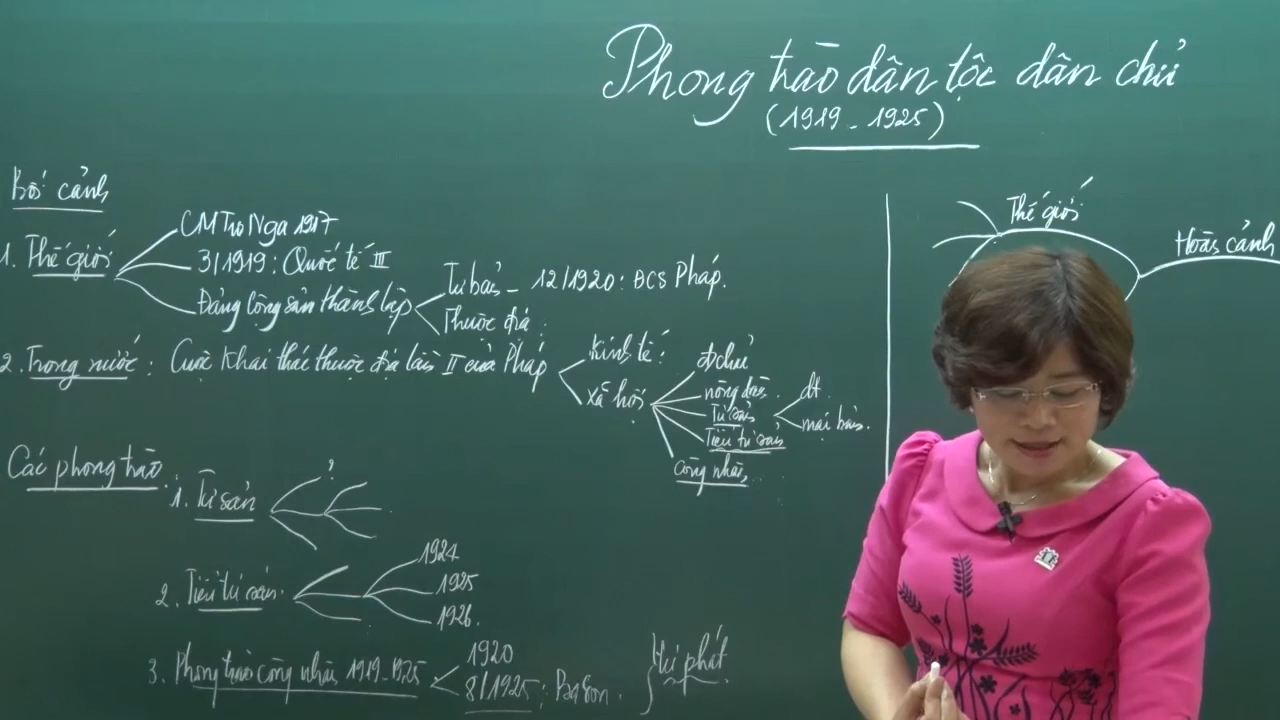 Phong trào dân tộc dân chủ
(1919 - 1925)
Bối cảnh
1. Thế giới
CMT10 Nga 1917
3/1919: Quốc tế III
Đảng Cộng sản thành lập
Tư bản - 12/1920: ĐCS Pháp.
Thuộc địa:
2. Trong nước: Cuộc khai thác thuộc địa lần II của Pháp
Kinh tế:
Xã hội
Đ chủ
nông dân.
Tư sản
dt.
mại bản.
Tiểu tư sản
Công nhân
Các phong trào.
1. Tư sản
2. Tiểu tư sản.
1924
1925
1926.
3. Phong trào công nhân 1919-1925
1920
8/1925: Ba Son.
Tự phát
Thế giới
Hoàn cảnh